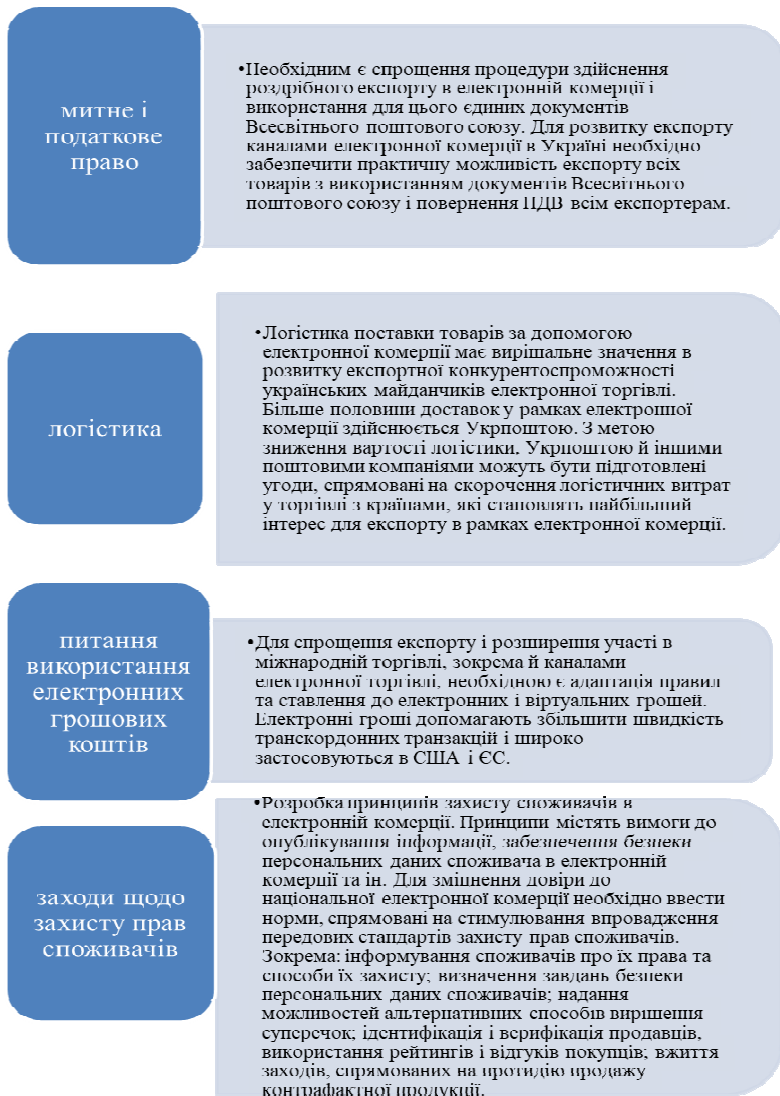 митне і
податкове
право
•Необхідним є спрощення процедури здійснення
роздрібного експорту в електронній комерції і
використання для цього єдиних документів
Всесвітнього поштового союзу. Для розвитку експорту
каналами електронної комерції в Україні необхідно
забезпечити практичну можливість експорту всіх
товарів з використанням документів Всесвітнього
поштового союзу і повернення ПДВ всім експортерам.
логістика
•Логістика поставки товарів за допомогою
електронної комерції має вирішальне значення в
розвитку експортної конкурентоспроможності
українських майданчиків електронної торгівлі.
Більше половини доставок у рамках електронної
комерції здійснюється Укрпоштою. З метою
зниження вартості логістики, Укрпоштою й іншими
поштовими компаніями можуть бути підготовлені
угоди, спрямовані на скорочення логістичних витрат
у торгівлі з країнами, які становлять найбільший
інтерес для експорту в рамках електронної комерції.
питання
використання
електронних
грошових
коштів
•Для спрощення експорту і розширення участі в
міжнародній торгівлі, зокрема й каналами
електронної торгівлі, необхідною є адаптація правил
та ставлення до електронних і віртуальних грошей.
Електронні гроші допомагають збільшити швидкість
транскордонних транзакцій і широко
застосовуються в США і ЄС.
заходи щодо
захисту прав
споживачів
•Розробка принципів захисту споживачів в
електронній комерції. Принципи містять вимоги до
опублікування інформації, забезпечення безпеки
персональних даних споживача в електронній
комерції та ін. Для зміцнення довіри до
національної електронної комерції необхідно ввести
норми, спрямовані на стимулювання впровадження
передових стандартів захисту прав споживачів.
Зокрема: інформування споживачів про їх права та
способи їх захисту; визначення завдань безпеки
персональних даних споживачів; надання
можливостей альтернативних способів вирішення
суперечок; ідентифікація і верифікація продавців,
використання рейтингів і відгуків покупців; вжиття
заходів, спрямованих на протидію продажу
контрафактної продукції.